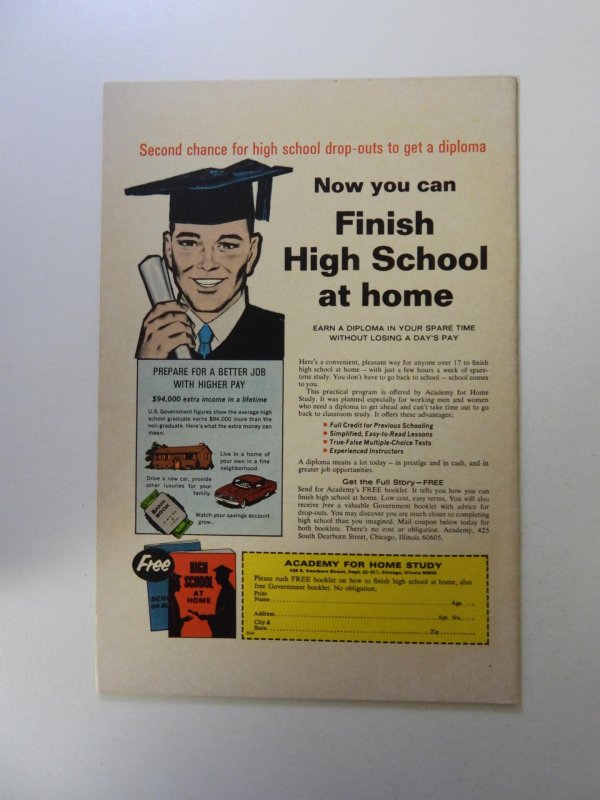 Second chance for high school drop-outs to get a diploma
Now you can
Finish
High School
at home
EARN A DIPLOMA IN YOUR SPARE TIME
WITHOUT LOSING A DAY'S PAY
PREPARE FOR A BETTER JOB
WITH HIGHER PAY
$94,000 extra income in a lifetime
U.S. Government figures show the average high
school graduate earns $94,000 more than the
non-graduate. Here's what the extra money can
mean:
Live in a home of
your own in a fine
neighborhood.
Drive a new car, provide
other luxuries for your
family.
BANK
BOOK
Watch your savings account
grow.
Here's a convenient, pleasant way for anyone over 17 to finish
high school at home – with just a few hours a week of spare-
time study. You don't have to go back to school – school comes
to you.
This practical program is offered by Academy for Home
Study. It was planned especially for working men and women
who need a diploma to get ahead and can't take time out to go
back to classroom study. It offers these advantages:
• Full Credit for Previous Schooling
• Simplified, Easy-to-Read Lessons
• True-False Multiple-Choice Tests
• Experienced Instructors
A diploma means a lot today – in prestige and in cash, and in
greater job opportunities.
Get the Full Story—FREE
Send for Academy's FREE booklet. It tells you how you can
finish high school at home. Low cost, easy terms. You will also
receive free a valuable Government booklet with advice for
drop-outs. You may discover you are much closer to completing
high school than you imagined. Mail coupon below today for
both booklets. There's no cost or obligation. Academy, 425
South Dearborn Street, Chicago, Illinois 60605.
Free
HIGH
SCHOOL
AT
HOME
ACADEMY FOR HOME STUDY
425 S. Dearborn Street, Dept. Chicago, Illinois 60605
Please rush FREE booklet on how to finish high school at home, also
free Government booklet. No obligation.
Print
Name Age
Address Apt. No.
City &
State Zip